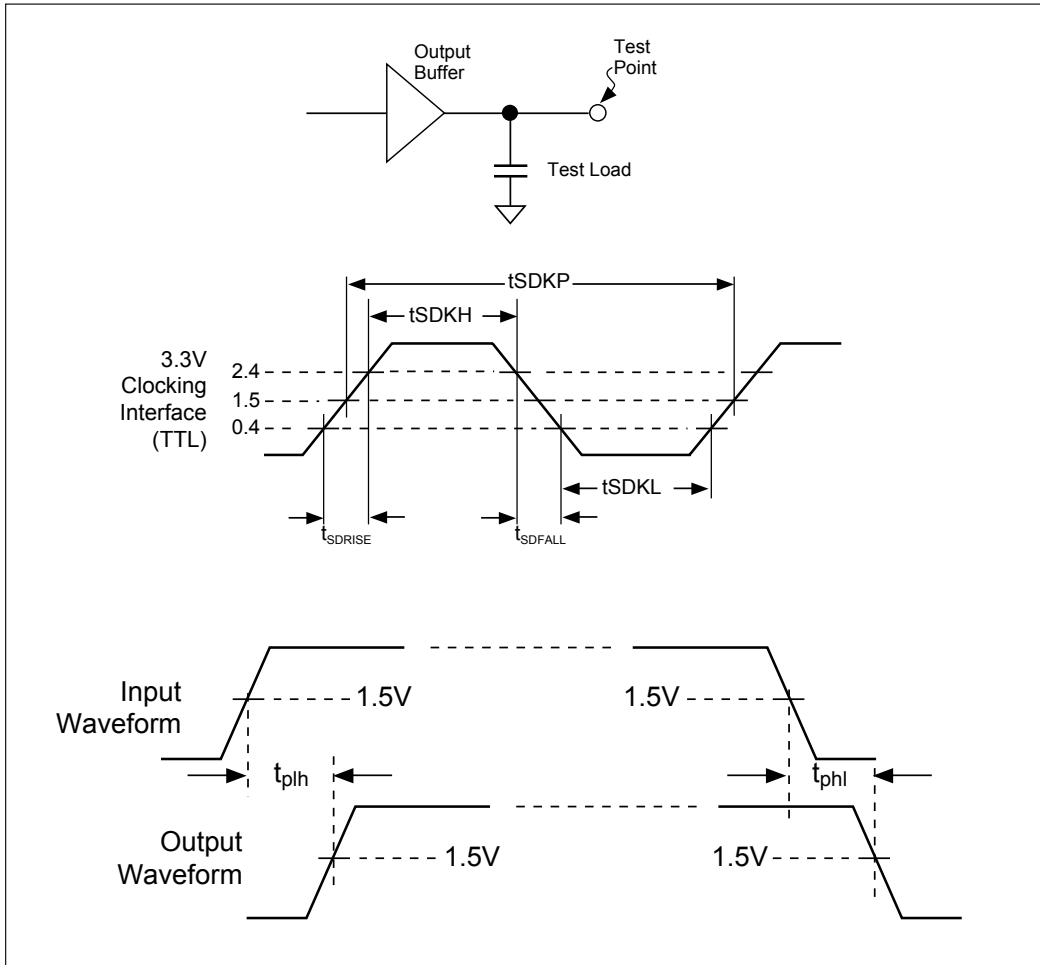 Output
Buffer
Test
Point
Test Load
tSDKP
tSDKH
3.3V
Clocking
Interface
(TTL)
2.4
1.5
0.4
tSDKL
tSDRISE
tSDFALL
Input
Waveform
1.5V
1.5V
tplh
tphl
Output
Waveform
1.5V
1.5V